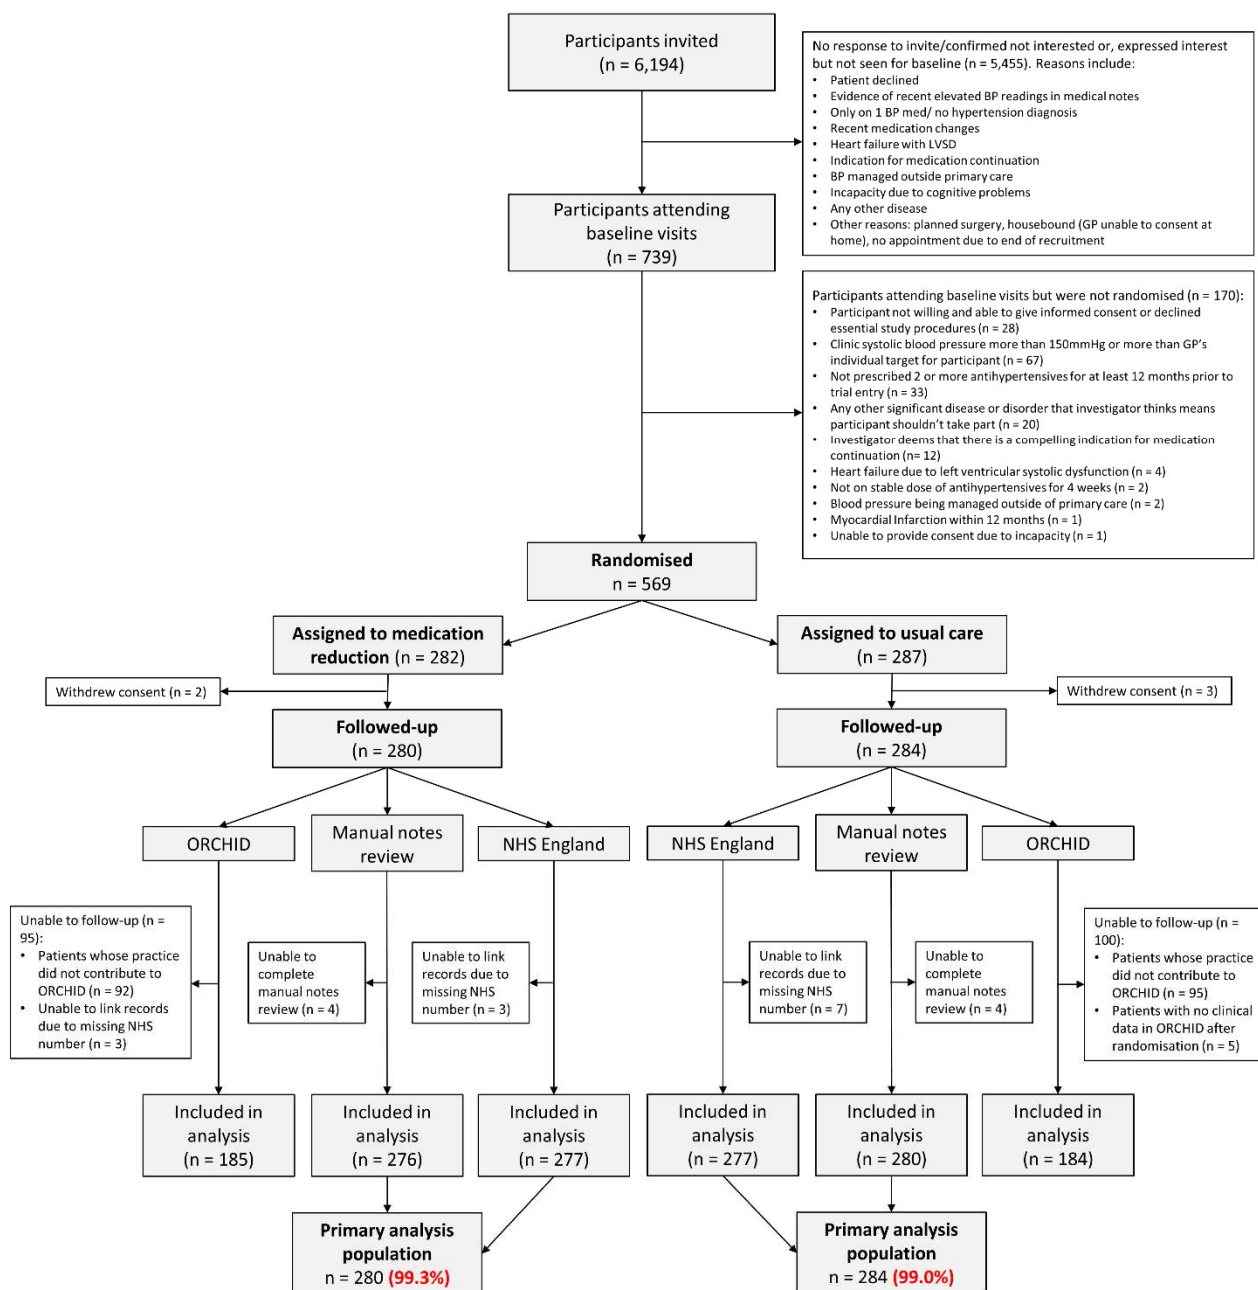 Participants invited
(n = 6,194)
No response to invite/confirmed not interested or, expressed interest
but not seen for baseline (n = 5,455). Reasons include:
• Patient declined
• Evidence of recent elevated BP readings in medical notes
• Only on 1 BP med/ no hypertension diagnosis
• Recent medication changes
• Heart failure with LVSD
• Indication for medication continuation
• BP managed outside primary care
• Incapacity due to cognitive problems
• Any other disease
• Other reasons: planned surgery, housebound (GP unable to consent at
home), no appointment due to end of recruitment
Participants attending
baseline visits
(n = 739)
Participants attending baseline visits but were not randomised (n = 170):
• Participant not willing and able to give informed consent or declined
essential study procedures (n = 28)
• Clinic systolic blood pressure more than 150mmHg or more than GP's
individual target for participant (n = 67)
• Not prescribed 2 or more antihypertensives for at least 12 months prior to
trial entry (n = 33)
• Any other significant disease or disorder that investigator thinks means
participant shouldn't take part (n = 20)
• Investigator deems that there is a compelling indication for medication
continuation (n= 12)
• Heart failure due to left ventricular systolic dysfunction (n = 4)
• Not on stable dose of antihypertensives for 4 weeks (n = 2)
• Blood pressure being managed outside of primary care (n = 2)
• Myocardial Infarction within 12 months (n = 1)
• Unable to provide consent due to incapacity (n = 1)
Randomised
n = 569
Assigned to medication
reduction (n = 282)
Assigned to usual care
(n = 287)
Withdrew consent (n = 2)
Withdrew consent (n = 3)
Followed-up
(n = 280)
Followed-up
(n = 284)
ORCHID
Manual notes
review
NHS England
NHS England
Manual notes
review
ORCHID
Unable to follow-up (n =
95):
• Patients whose practice
did not contribute to
ORCHID (n = 92)
• Unable to link records
due to missing NHS
number (n = 3)
Unable to
complete
manual notes
review (n = 4)
Unable to link
records due to
missing NHS
number (n = 3)
Unable to link
records due to
missing NHS
number (n = 7)
Unable to
complete
manual notes
review (n = 4)
Unable to follow-up (n =
100):
• Patients whose practice
did not contribute to
ORCHID (n = 95)
• Patients with no clinical
data in ORCHID after
randomisation (n = 5)
Included in
analysis
(n = 185)
Included in
analysis
(n = 276)
Included in
analysis
(n = 277)
Included in
analysis
(n = 277)
Included in
analysis
(n = 280)
Included in
analysis
(n = 184)
Primary analysis
population
n = 280 (99.3%)
Primary analysis
population
n = 284 (99.0%)